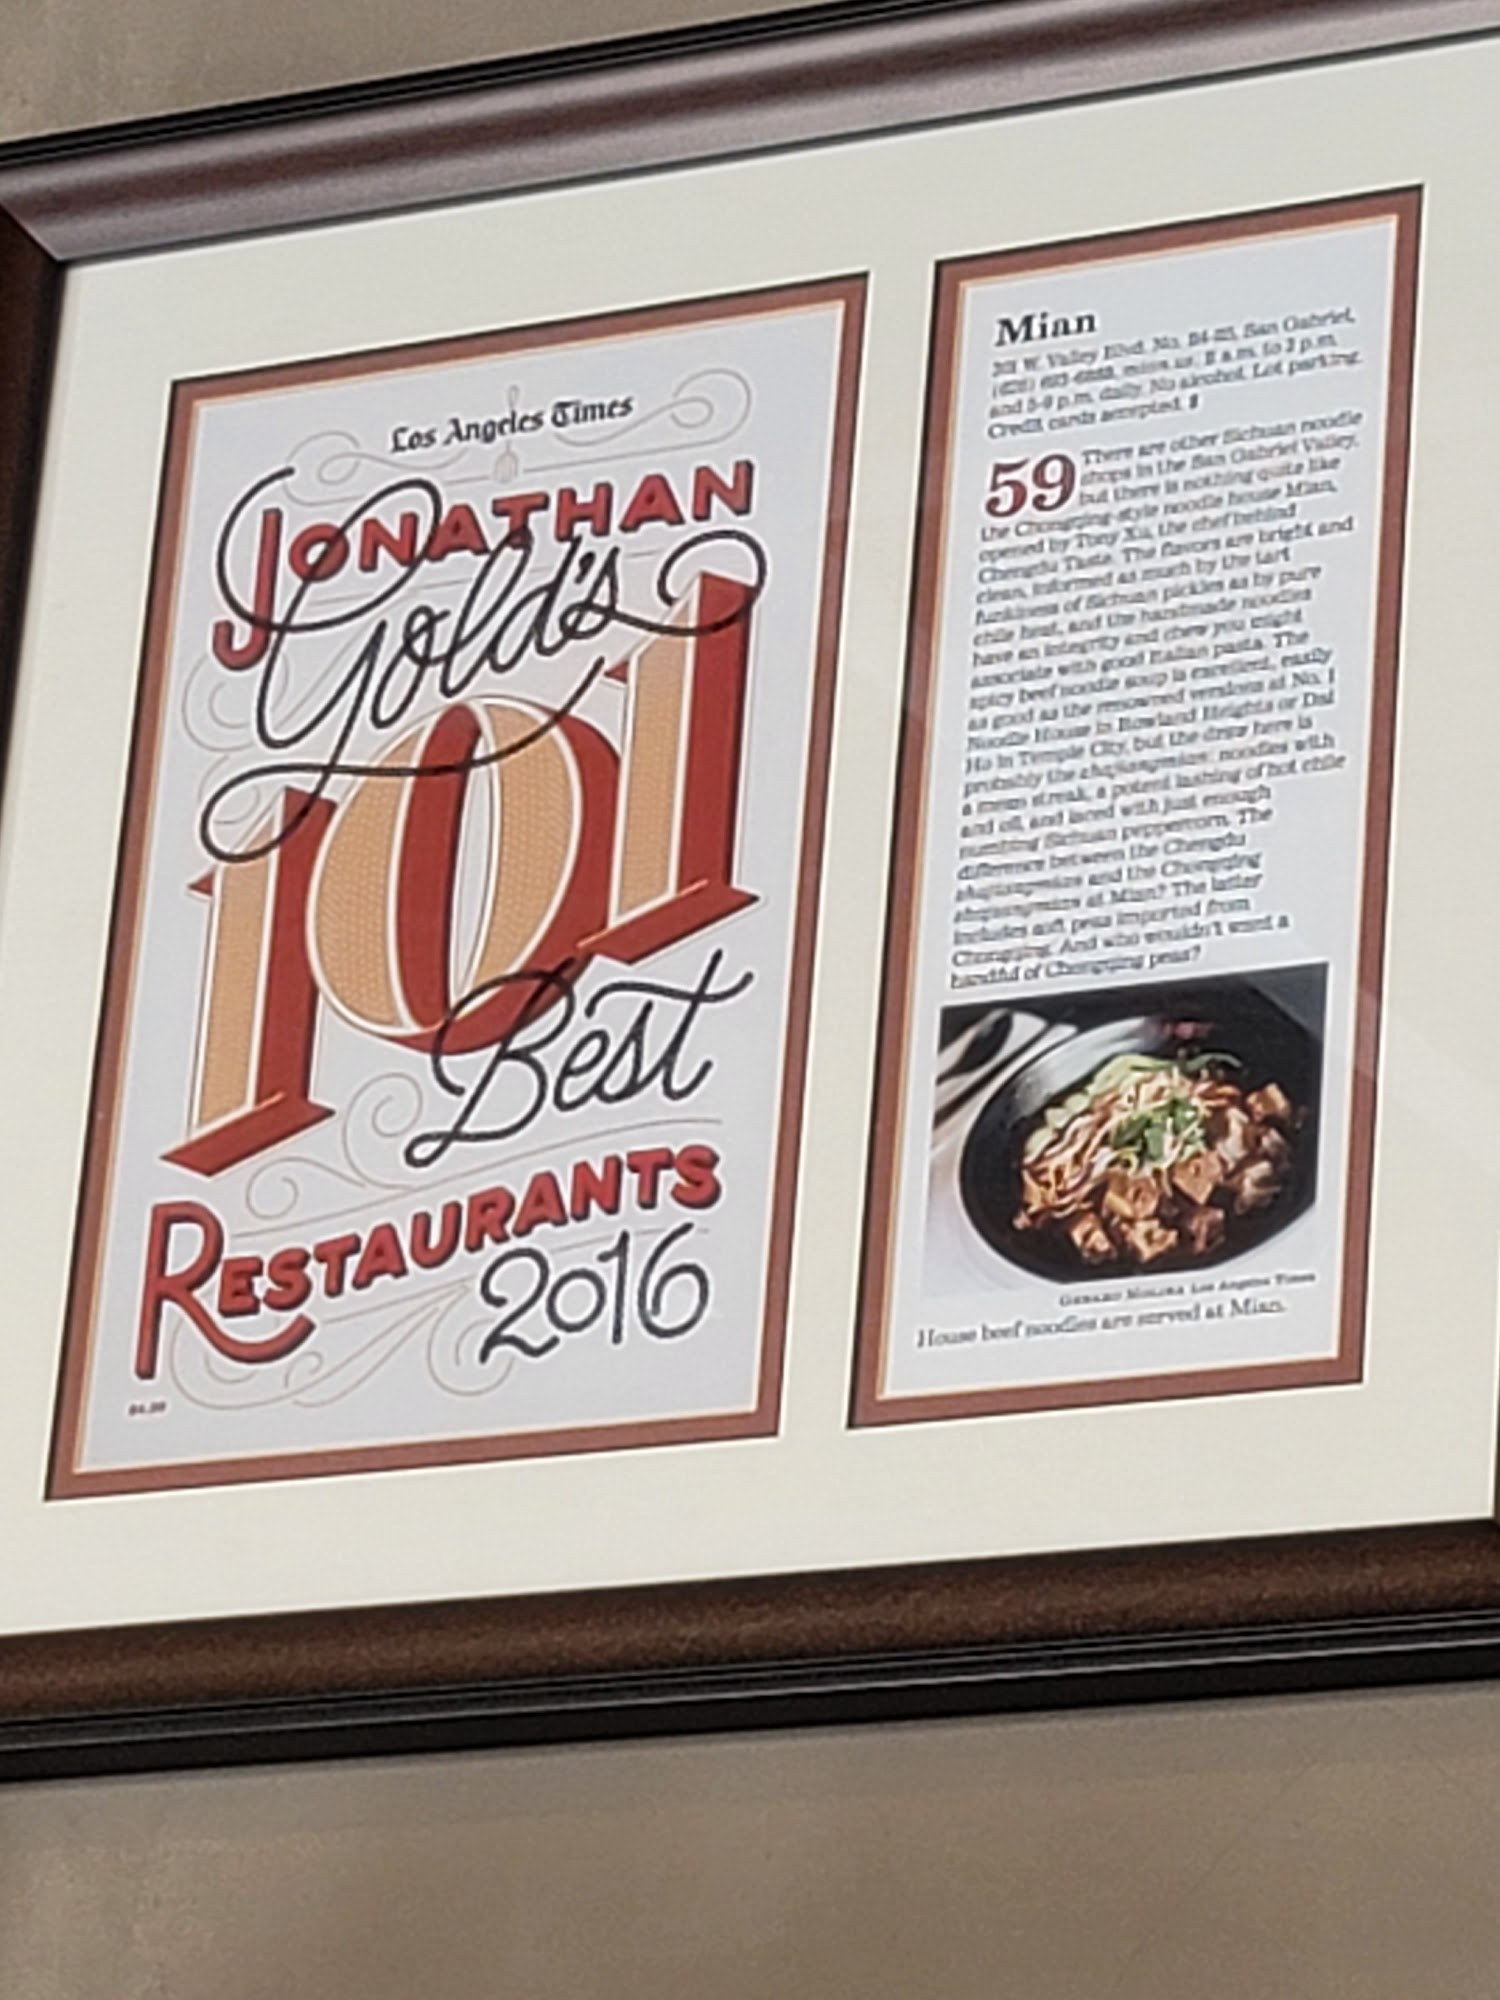 Los Angeles Times
JONATHAN
Gold's
101
Best
RESTAURANTS
2016
$4.99
Mian
301 W. Valley Blvd. No. San Gabriel,
(626) 8 a.m. to 3 p.m.
and 5-9 p.m. daily. No alcohol. Lot parking.
Credit cards accepted. $
59 There are other Sichuan noodle
shops in the San Gabriel Valley,
but there is nothing quite like
the Chongqing-style noodle house Mian,
opened by Tony Xu, the chef behind
Chengdu Taste. The flavors are bright and
clean, informed as much by the tart
funkiness of Sichuan pickles as by pure
chile heat, and the handmade noodles
have an integrity and chew you might
associate with good Italian pasta. The
spicy beef noodle soup is excellent, easily
as good as the renowned versions at No. 1
Noodle House in Rowland Heights or Dai
Ho in Temple City, but the draw here is
probably the zhajiangmian: noodles with
a mean streak, a potent lashing of hot chile
and oil, and laced with just enough
numbing Sichuan peppercorn. The
difference between the Chengdu
zhajiangmian and the Chongqing
zhajiangmian at Mian? The latter
includes soft peas imported from
Chongqing. And who wouldn't want a
handful of Chongqing peas?
GENARO MOLINA Los Angeles Times
House beef noodles are served at Mian.